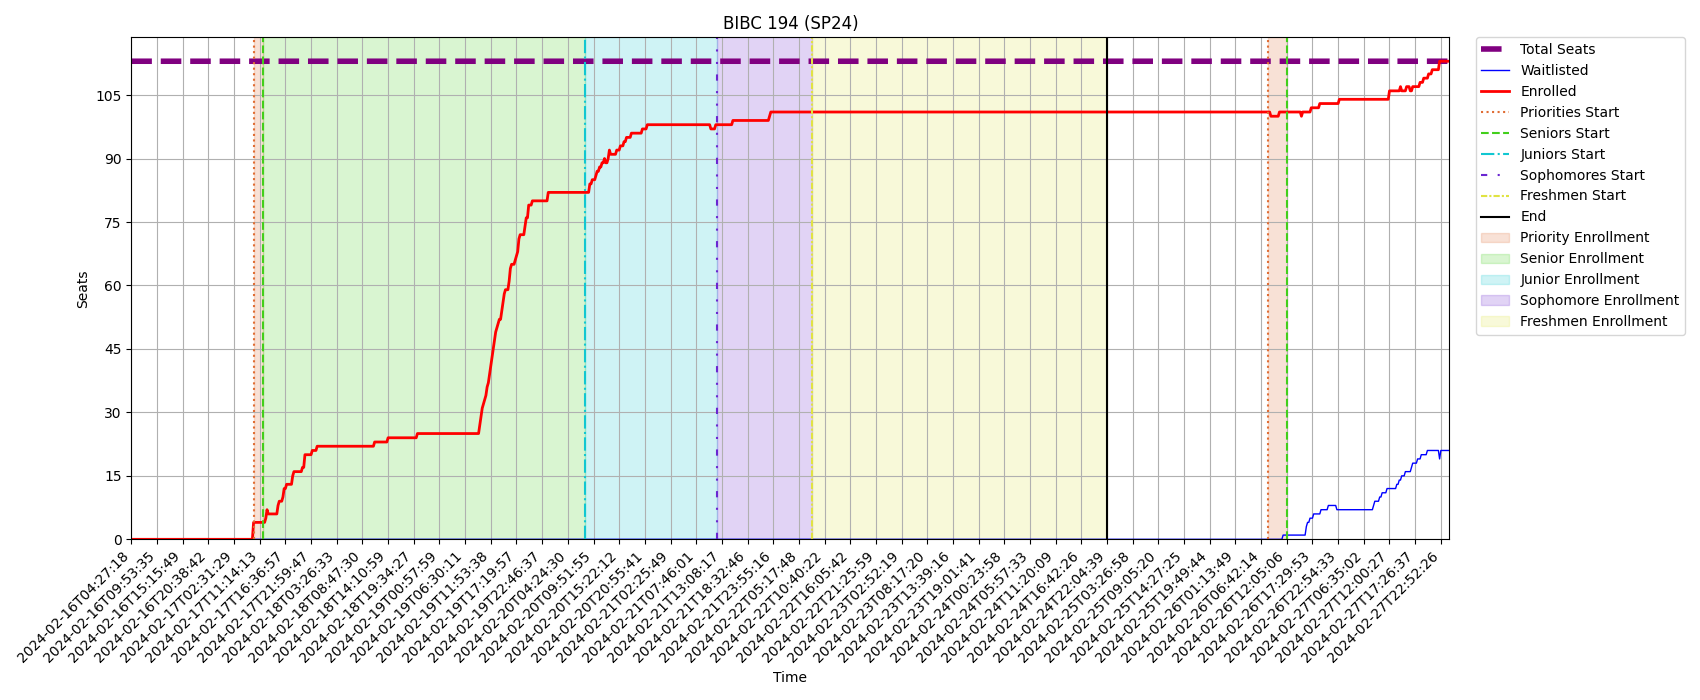 BIBC 194 (SP24)
Seats
105
90
75
60
45
30
15
0
2024-02-16T04:27:18
2024-02-16T09:53:35
2024-02-16T15:15:49
2024-02-16T20:38:42
2024-02-17T02:31:29
2024-02-17T11:14:13
2024-02-17T16:36:57
2024-02-17T21:59:47
2024-02-18T03:26:33
2024-02-18T08:47:30
2024-02-18T14:10:59
2024-02-18T19:34:27
2024-02-19T00:57:59
2024-02-19T06:30:11
2024-02-19T11:53:38
2024-02-19T17:19:57
2024-02-19T22:46:37
2024-02-20T04:24:30
2024-02-20T09:51:55
2024-02-20T15:22:12
2024-02-20T20:55:41
2024-02-21T02:25:49
2024-02-21T07:46:01
2024-02-21T13:08:17
2024-02-21T18:32:46
2024-02-21T23:55:16
2024-02-22T05:17:48
2024-02-22T10:40:22
2024-02-22T16:05:42
2024-02-22T21:25:59
2024-02-23T02:52:19
2024-02-23T08:17:20
2024-02-23T13:39:16
2024-02-23T19:01:41
2024-02-24T00:23:58
2024-02-24T05:57:33
2024-02-24T11:20:09
2024-02-24T16:42:26
2024-02-24T22:04:39
2024-02-25T03:26:58
2024-02-25T09:05:20
2024-02-25T14:27:25
2024-02-25T19:49:44
2024-02-26T01:13:49
2024-02-26T06:42:14
2024-02-26T12:05:06
2024-02-26T17:29:53
2024-02-26T22:54:33
2024-02-27T06:35:02
2024-02-27T12:00:27
2024-02-27T17:26:37
2024-02-27T22:52:26
Time
Total Seats
Waitlisted
Enrolled
Priorities Start
Seniors Start
Juniors Start
Sophomores Start
Freshmen Start
End
Priority Enrollment
Senior Enrollment
Junior Enrollment
Sophomore Enrollment
Freshmen Enrollment